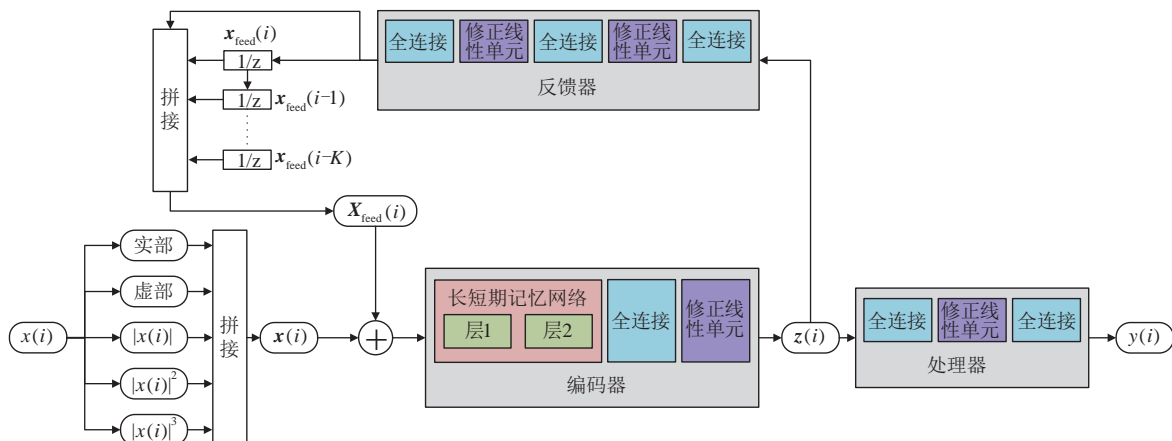 全连接
修正线
性单元
全连接
修正线
性单元
全连接
反馈器
x_feed(i)
1/z
1/z
x_feed(i−1)
1/z
x_feed(i−K)
拼接
X_feed(i)
实部
虚部
x(i)
|x(i)|
|x(i)|²
|x(i)|³
拼接
x(i)
+
长短期记忆网络
层1
层2
全连接
修正线
性单元
编码器
z(i)
全连接
修正线
性单元
全连接
处理器
y(i)